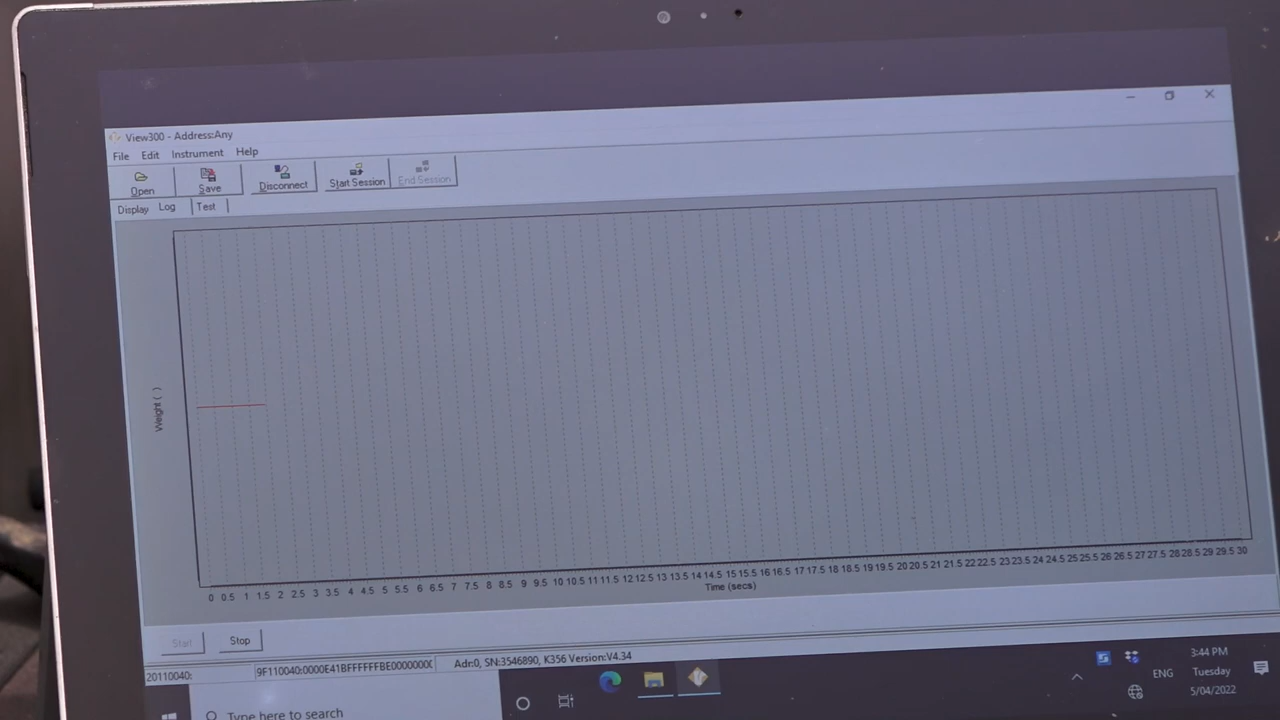 View300 - Address:Any
File Edit Instrument Help
Open Save Disconnect Start Session End Session
Display Log Test
Weight ( )
0 0.5 1 1.5 2 2.5 3 3.5 4 4.5 5 5.5 6 6.5 7 7.5 8 8.5 9 9.5 10 10.5 11 11.5 12 12.5 13 13.5 14 14.5 15 15.5 16 16.5 17 17.5 18 18.5 19 19.5 20 20.5 21 21.5 22 22.5 23 23.5 24 24.5 25 25.5 26 26.5 27 27.5 28 28.5 29 29.5 30
Time (secs)
Start Stop
20110040: Adr:0, SN:3546890, K356 Version:V4.34
Type here to search
ENG
3:44 PM
Tuesday
5/04/2022